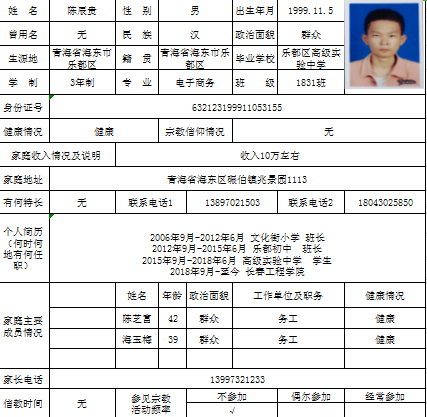 姓 名 陈辰贵 性 别 男 出生年月 1999.11.5
曾用名 无 民 族 汉 政治面貌 群众
生源地 青海省海东市乐都区 籍 贯 青海省海东市乐都区 毕业学校 乐都区高级实验中学
学 制 3年制 专 业 电子商务 班 级 1831班
身份证号 632123199911053155
健康情况 健康 宗教信仰情况 无
家庭收入情况及说明 收入10万左右
家庭地址 青海省海东区碾伯镇兆景园1113
有何特长 无 联系电话1 13897021503 联系电话2 18043025850
个人简历（何时何地有何任职）
2006年9月-2012年6月 文化街小学 班长
2012年9月-2015年6月 乐都初中 班长
2015年9月-2018年6月 高级实验中学 学生
2018年9月-至今 长春工程学院
家庭主要成员情况
姓名 年龄 政治面貌 工作单位及职务 健康情况
陈芝富 42 群众 务工 健康
海玉梅 39 群众 务工 健康
家长电话 13997321233
信教时间 无 参见宗教活动频率 不参加 偶尔参加 经常参加
√